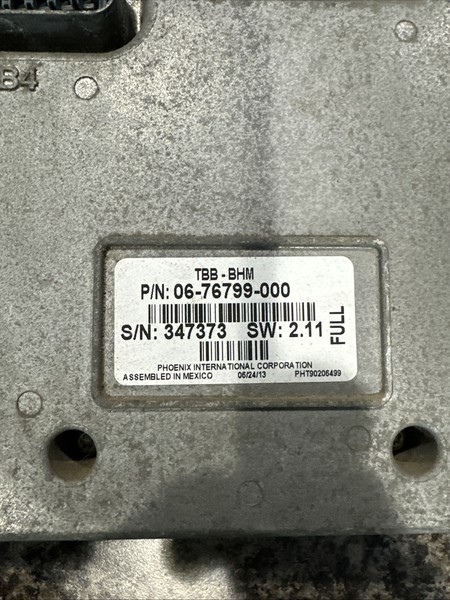 B4
TBB - BHM
P/N: 06-76799-000
S/N: 347373 SW: 2.11
FULL
PHOENIX INTERNATIONAL CORPORATION
ASSEMBLED IN MEXICO 06/24/13 PHT90206499